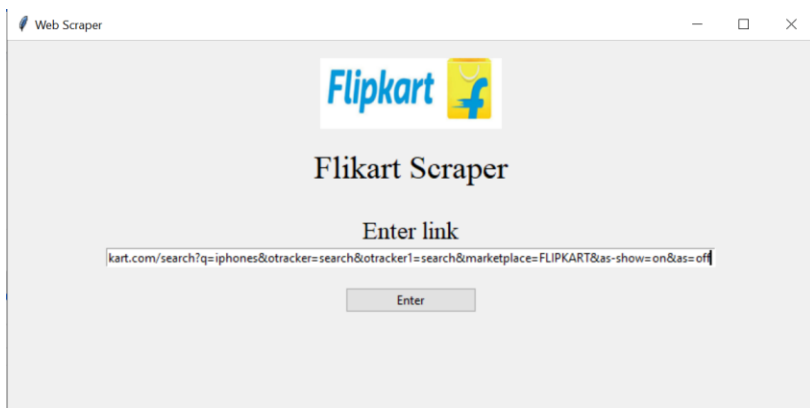 Web Scraper
Flipkart
Flikart Scraper
Enter link
kart.com/search?q=iphones&otracker=search&otracker1=search&marketplace=FLIPKART&as-show=on&as=off
Enter